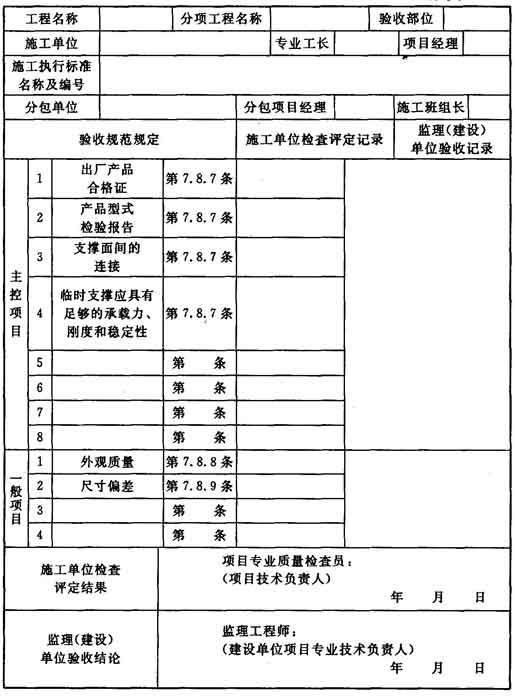 工程名称 分项工程名称 验收部位
施工单位 专业工长 项目经理
施工执行标准
名称及编号
分包单位 分包项目经理 施工班组长
验收规范规定 施工单位检查评定记录 监理(建设)
单位验收记录
主控项目
1 出厂产品
合格证 第7.8.7条
2 产品型式
检验报告 第7.8.7条
3 支撑面间的
连接 第7.8.7条
4 临时支撑应具有
足够的承载力、
刚度和稳定性 第7.8.7条
5 第 条
6 第 条
7 第 条
8 第 条
一般项目
1 外观质量 第7.8.8条
2 尺寸偏差 第7.8.9条
3 第 条
4 第 条
施工单位检查
评定结果
项目专业质量检查员:
(项目技术负责人)
年 月 日
监理(建设)
单位验收结论
监理工程师:
(建设单位项目专业技术负责人)
年 月 日